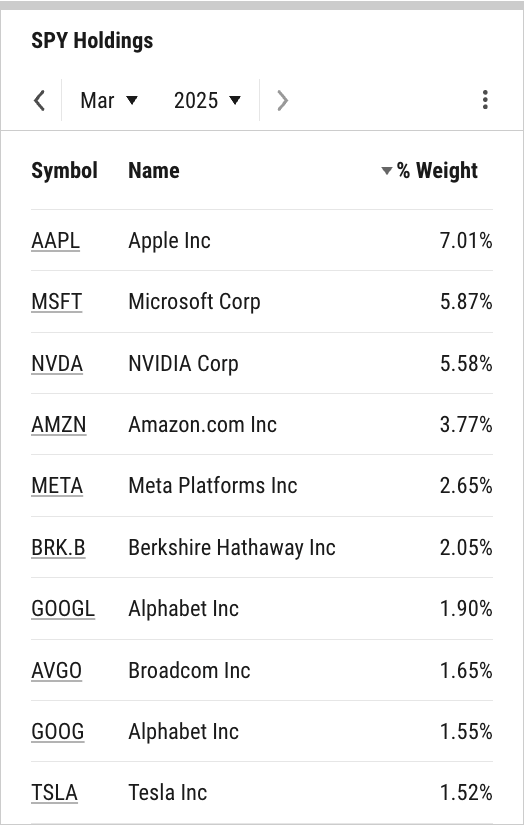 SPY Holdings
Mar 2025
Symbol Name % Weight
AAPL Apple Inc 7.01%
MSFT Microsoft Corp 5.87%
NVDA NVIDIA Corp 5.58%
AMZN Amazon.com Inc 3.77%
META Meta Platforms Inc 2.65%
BRK.B Berkshire Hathaway Inc 2.05%
GOOGL Alphabet Inc 1.90%
AVGO Broadcom Inc 1.65%
GOOG Alphabet Inc 1.55%
TSLA Tesla Inc 1.52%